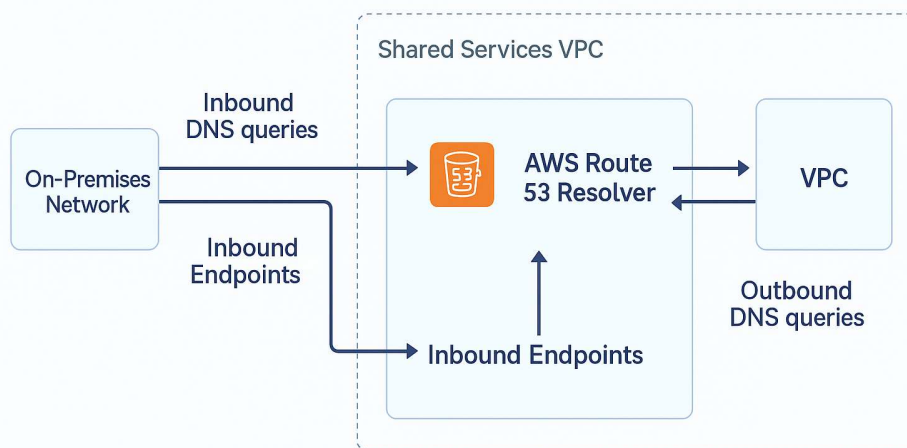 Shared Services VPC
Inbound
DNS queries
On-Premises
Network
53
AWS Route
53 Resolver
VPC
Inbound
Endpoints
Outbound
DNS queries
Inbound Endpoints